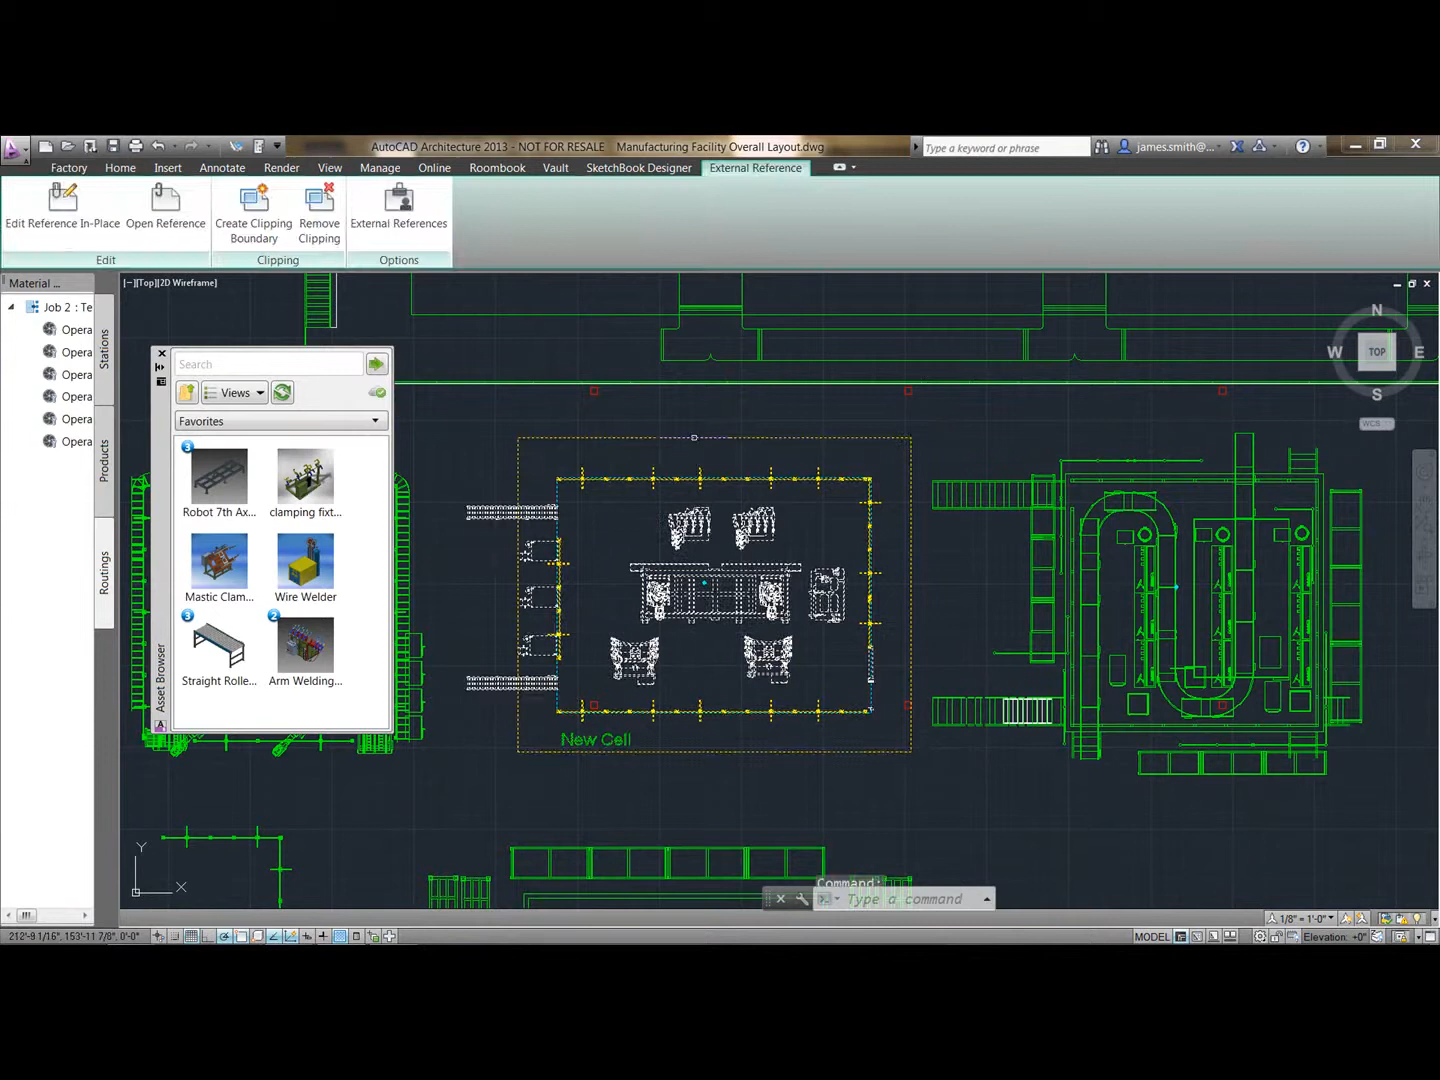 AutoCAD Architecture 2013 - NOT FOR RESALE    Manufacturing Facility Overall Layout.dwg
Type a keyword or phrase
james.smith@...
Factory Home Insert Annotate Render View Manage Online Roombook Vault SketchBook Designer External Reference
Edit Reference In-Place Open Reference Create Clipping Boundary Remove Clipping External References
Edit Clipping Options
Material ...
[−][Top][2D Wireframe]
Job 2 : Te
Opera
Opera
Opera
Opera
Opera
Opera
Stations
Products
Routings
Search
Views
Favorites
3
Robot 7th Ax... clamping fixt...
Mastic Clam... Wire Welder
3 2
Straight Rolle... Arm Welding...
Asset Browser
N
W TOP E
S
WCS
New Cell
Y
X
Command:
Type a command
1/8" = 1'-0"
212'-9 1/16", 153'-11 7/8", 0'-0"
MODEL
Elevation: +0"